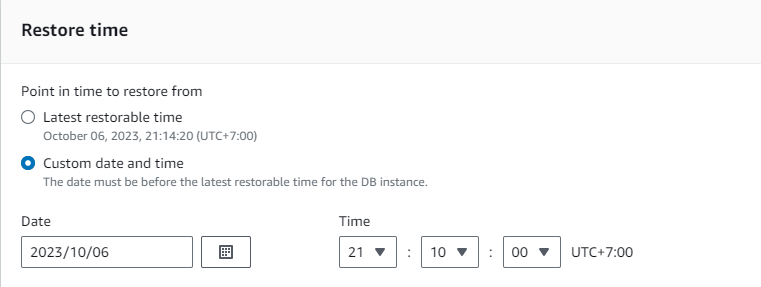 Restore time
Point in time to restore from
Latest restorable time
October 06, 2023, 21:14:20 (UTC+7:00)
Custom date and time
The date must be before the latest restorable time for the DB instance.
Date Time
2023/10/06 21 : 10 : 00 UTC+7:00